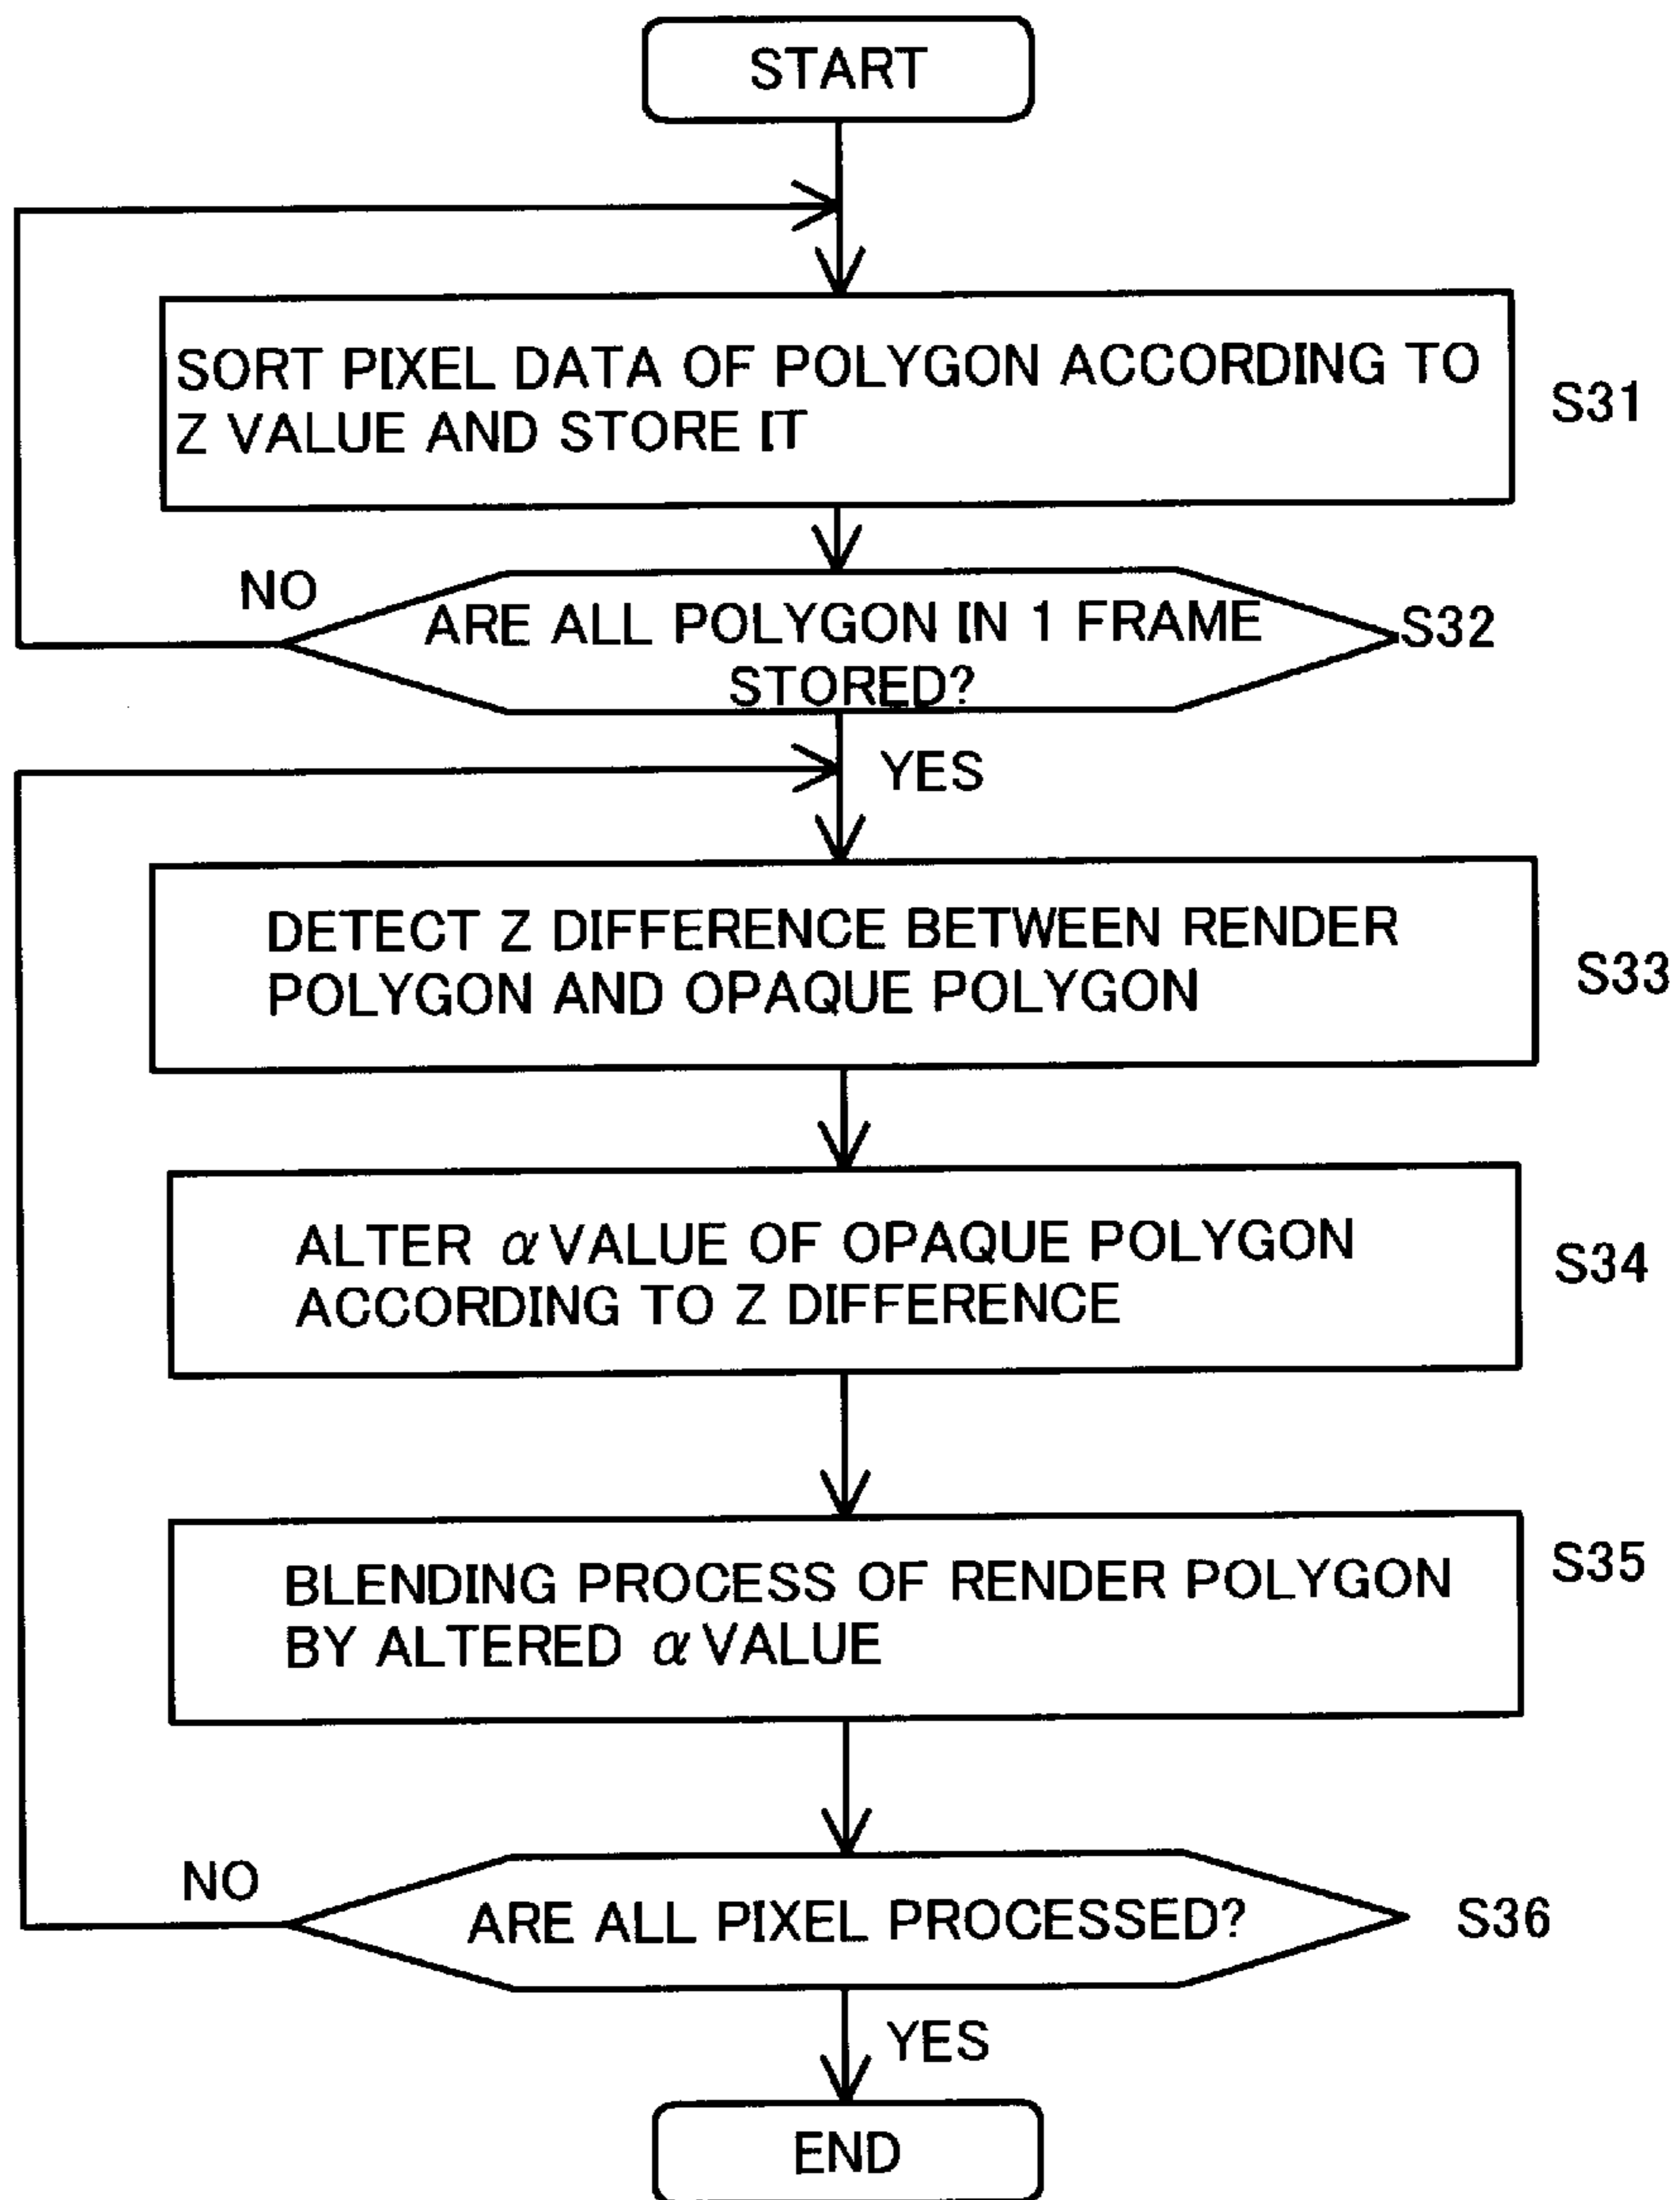 START
SORT PIXEL DATA OF POLYGON ACCORDING TO
Z VALUE AND STORE IT
S31
NO
ARE ALL POLYGON IN 1 FRAME
STORED?
S32
YES
DETECT Z DIFFERENCE BETWEEN RENDER
POLYGON AND OPAQUE POLYGON
S33
ALTER α VALUE OF OPAQUE POLYGON
ACCORDING TO Z DIFFERENCE
S34
BLENDING PROCESS OF RENDER POLYGON
BY ALTERED α VALUE
S35
NO
ARE ALL PIXEL PROCESSED?
S36
YES
END